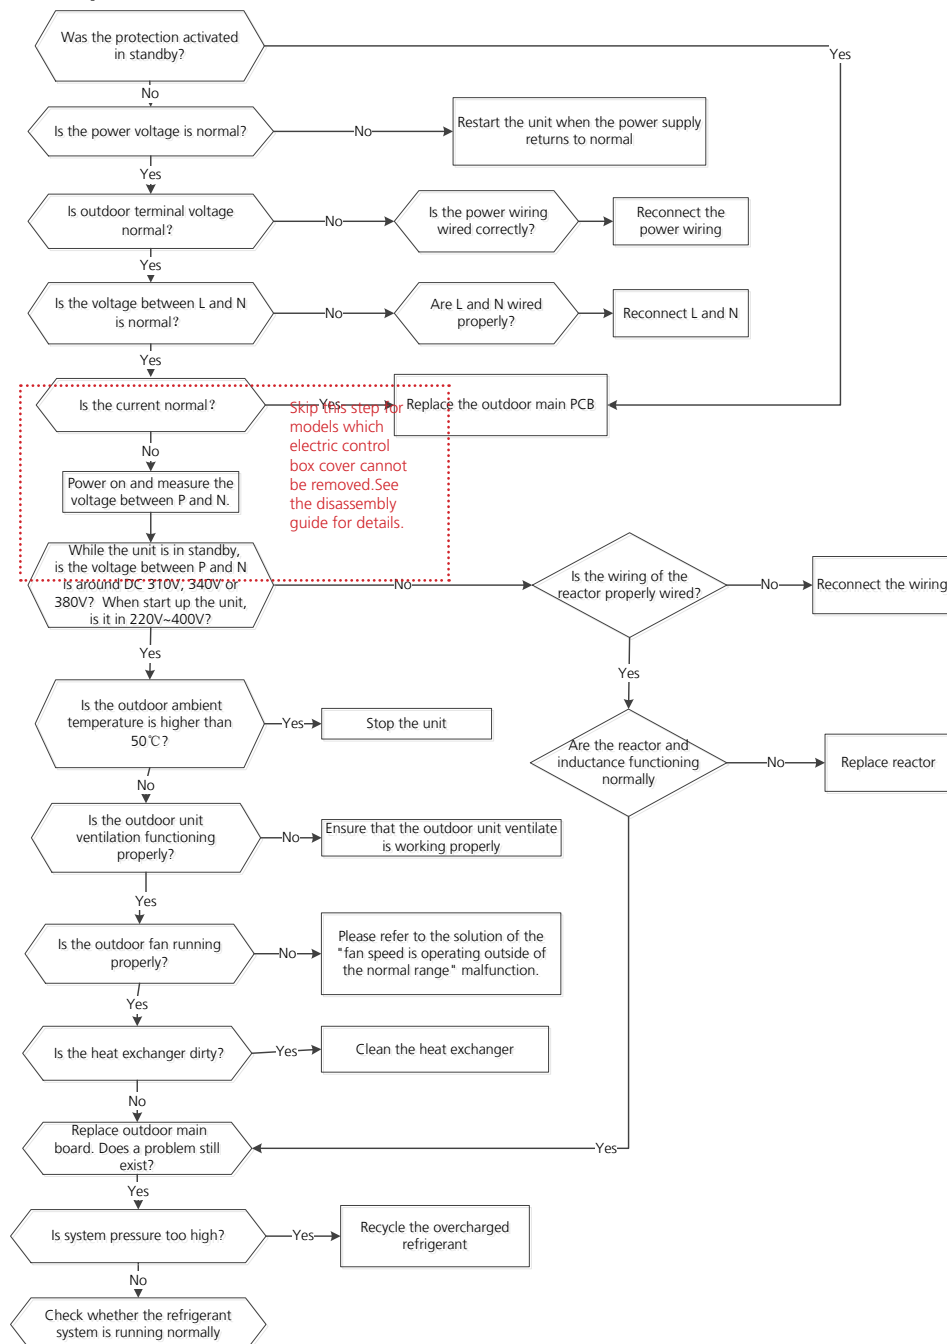 Was the protection activated
in standby?
Yes
No
Is the power voltage is normal?
No
Restart the unit when the power supply
returns to normal
Yes
Is outdoor terminal voltage
normal?
No
Is the power wiring
wired correctly?
Reconnect the
power wiring
Yes
Is the voltage between L and N
is normal?
No
Are L and N wired
properly?
Reconnect L and N
Yes
Is the current normal?
Yes
Replace the outdoor main PCB
Skip this step for
models which
electric control
box cover cannot
be removed.See
the disassembly
guide for details.
No
Power on and measure the
voltage between P and N.
While the unit is in standby,
is the voltage between P and N
is around DC 310V, 340V or
380V? When start up the unit,
is it in 220V~400V?
No
Is the wiring of the
reactor properly wired?
No
Reconnect the wiring
Yes
Yes
Is the outdoor ambient
temperature is higher than
50℃?
Yes
Stop the unit
Are the reactor and
inductance functioning
normally
No
Replace reactor
No
Is the outdoor unit
ventilation functioning
properly?
No
Ensure that the outdoor unit ventilate
is working properly
Yes
Is the outdoor fan running
properly?
No
Please refer to the solution of the
"fan speed is operating outside of
the normal range" malfunction.
Yes
Is the heat exchanger dirty?
Yes
Clean the heat exchanger
No
Replace outdoor main
board. Does a problem still
exist?
Yes
Yes
Is system pressure too high?
Yes
Recycle the overcharged
refrigerant
No
Check whether the refrigerant
system is running normally